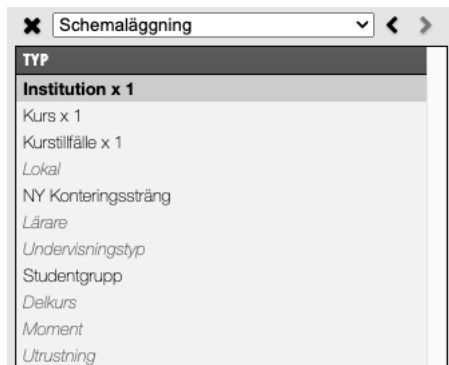 Schemaläggning
TYP
Institution x 1
Kurs x 1
Kurstillfälle x 1
Lokal
NY Konteringssträng
Lärare
Undervisningstyp
Studentgrupp
Delkurs
Moment
Utrustning